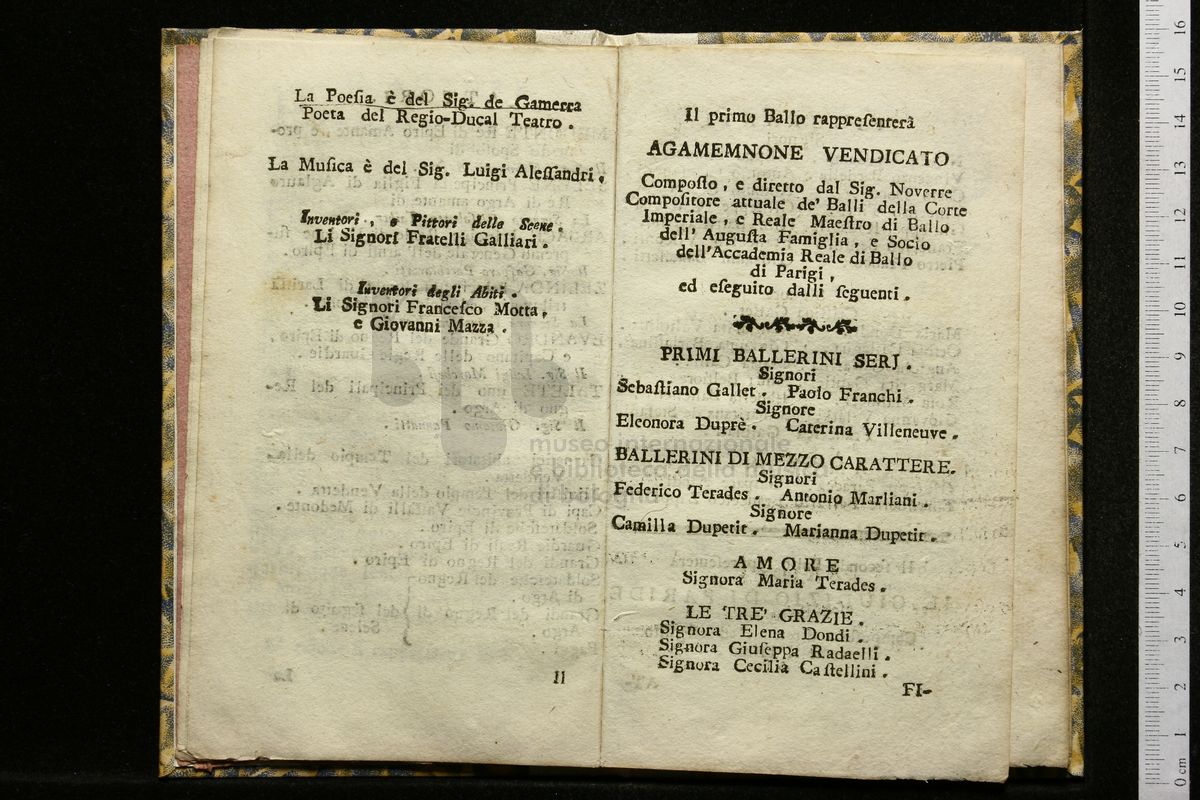 La Poeſia è del Sig. de Gamerra
Poeta del Regio-Ducal Teatro.
La Muſica è del Sig. Luigi Aleſſandri.
Inventori, e Pittori delle Scene.
Li Signori Fratelli Galliari.
Inventori degli Abiti.
Li Signori Franceſco Motta,
e Giovanni Mazza.
Il
Il primo Ballo rappreſenterà
AGAMEMNONE VENDICATO
Compoſto, e diretto dal Sig. Noverre
Compoſitore attuale de' Balli della Corte
Imperiale, e Reale Maeſtro di Ballo
dell' Auguſta Famiglia, e Socio
dell'Accademia Reale di Ballo
di Parigi,
ed eſeguito dalli ſeguenti.
PRIMI BALLERINI SERJ.
Signori
Sebaſtiano Gallet. Paolo Franchi.
Signore
Eleonora Duprè. Caterina Villeneuve.
BALLERINI DI MEZZO CARATTERE.
Signori
Federico Terades. Antonio Marliani.
Signore
Camilla Dupetit. Marianna Dupetit.
AMORE
Signora Maria Terades.
LE TRE' GRAZIE.
Signora Elena Dondi.
Signora Giuſeppa Radaelli.
Signora Cecilia Caſtellini.
FI-
museo internazionale
e biblioteca della musica
di bologna
0 cm 1 2 3 4 5 6 7 8 9 10 11 12 13 14 15 16